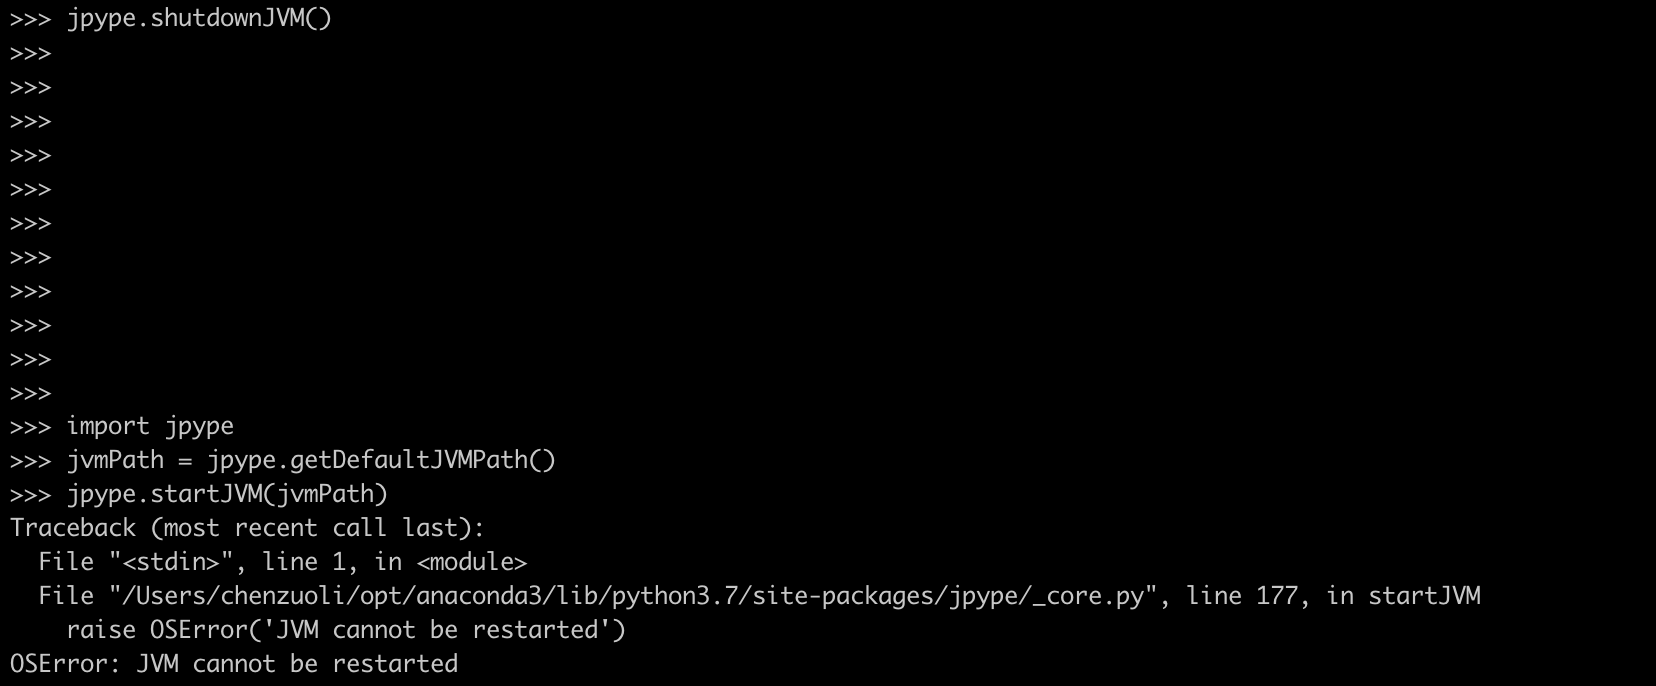 >>> jpype.shutdownJVM()
>>>
>>>
>>>
>>>
>>>
>>>
>>>
>>>
>>>
>>>
>>>
>>> import jpype
>>> jvmPath = jpype.getDefaultJVMPath()
>>> jpype.startJVM(jvmPath)
Traceback (most recent call last):
  File "<stdin>", line 1, in <module>
  File "/Users/chenzuoli/opt/anaconda3/lib/python3.7/site-packages/jpype/_core.py", line 177, in startJVM
    raise OSError('JVM cannot be restarted')
OSError: JVM cannot be restarted